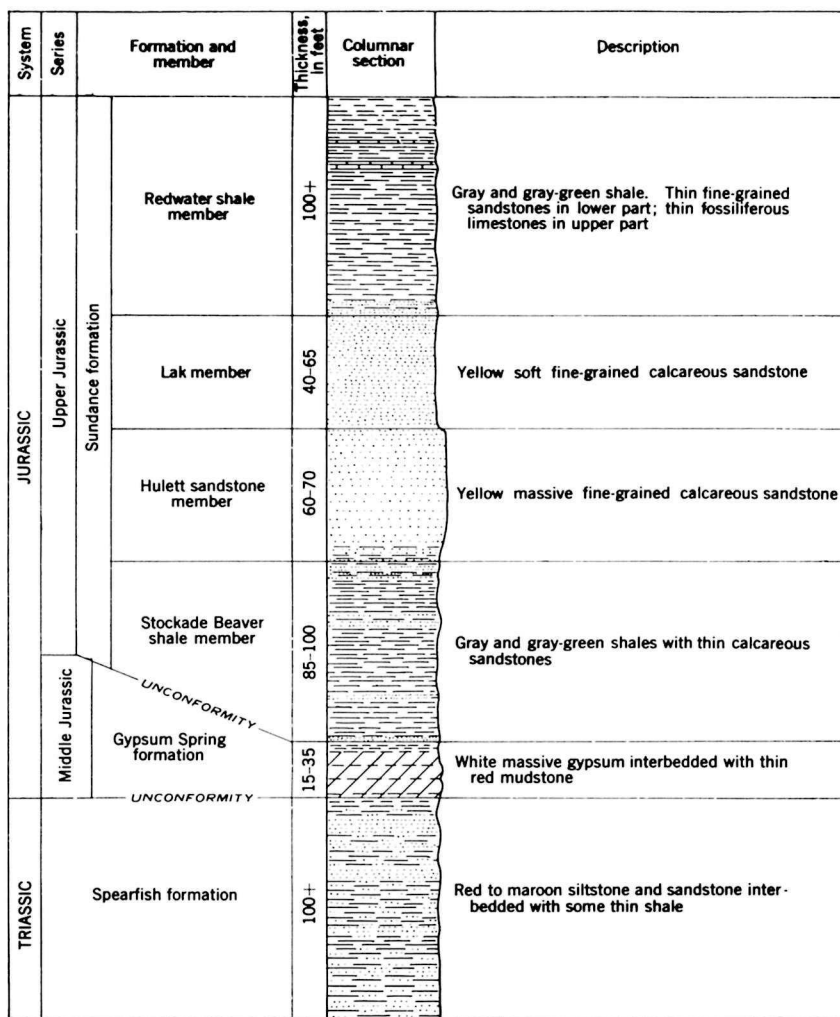 System
Series
Formation and
member
Thickness,
in feet
Columnar
section
Description
JURASSIC
Upper Jurassic
Sundance formation
Redwater shale
member
100+
Gray and gray-green shale. Thin fine-grained
sandstones in lower part; thin fossiliferous
limestones in upper part
Lak member
40-65
Yellow soft fine-grained calcareous sandstone
Hulett sandstone
member
60-70
Yellow massive fine-grained calcareous sandstone
Stockade Beaver
shale member
85-100
Gray and gray-green shales with thin calcareous
sandstones
UNCONFORMITY
Middle Jurassic
Gypsum Spring
formation
15-35
White massive gypsum interbedded with thin
red mudstone
UNCONFORMITY
TRIASSIC
Spearfish formation
100+
Red to maroon siltstone and sandstone inter-
bedded with some thin shale